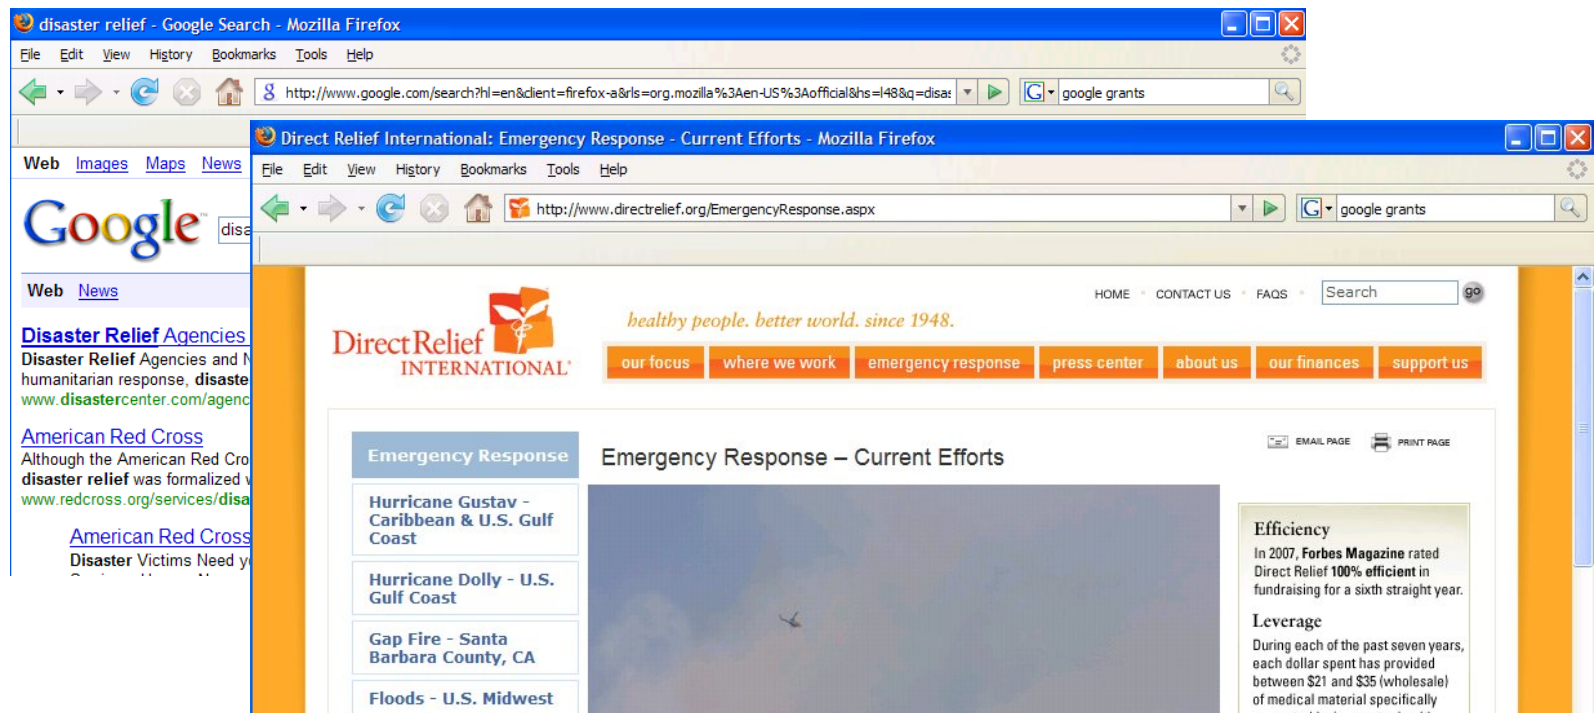 disaster relief - Google Search - Mozilla Firefox
File Edit View History Bookmarks Tools Help
http://www.google.com/search?hl=en&client=firefox-a&rls=org.mozilla%3Aen-US%3Aofficial&hs=l48&q=disas
google grants
Web Images Maps News
Google™
disa
Web News
Disaster Relief Agencies
Disaster Relief Agencies and N
humanitarian response, disaste
www.disastercenter.com/agenc
American Red Cross
Although the American Red Cro
disaster relief was formalized w
www.redcross.org/services/disa
American Red Cross
Disaster Victims Need yo
Direct Relief International: Emergency Response - Current Efforts - Mozilla Firefox
File Edit View History Bookmarks Tools Help
http://www.directrelief.org/EmergencyResponse.aspx
google grants
HOME CONTACT US FAQS Search go
Direct Relief
INTERNATIONAL
healthy people. better world. since 1948.
our focus where we work emergency response press center about us our finances support us
Emergency Response
Hurricane Gustav -
Caribbean & U.S. Gulf
Coast
Hurricane Dolly - U.S.
Gulf Coast
Gap Fire - Santa
Barbara County, CA
Floods - U.S. Midwest
Emergency Response – Current Efforts
EMAIL PAGE PRINT PAGE
Efficiency
In 2007, Forbes Magazine rated
Direct Relief 100% efficient in
fundraising for a sixth straight year.
Leverage
During each of the past seven years,
each dollar spent has provided
between $21 and $35 (wholesale)
of medical material specifically